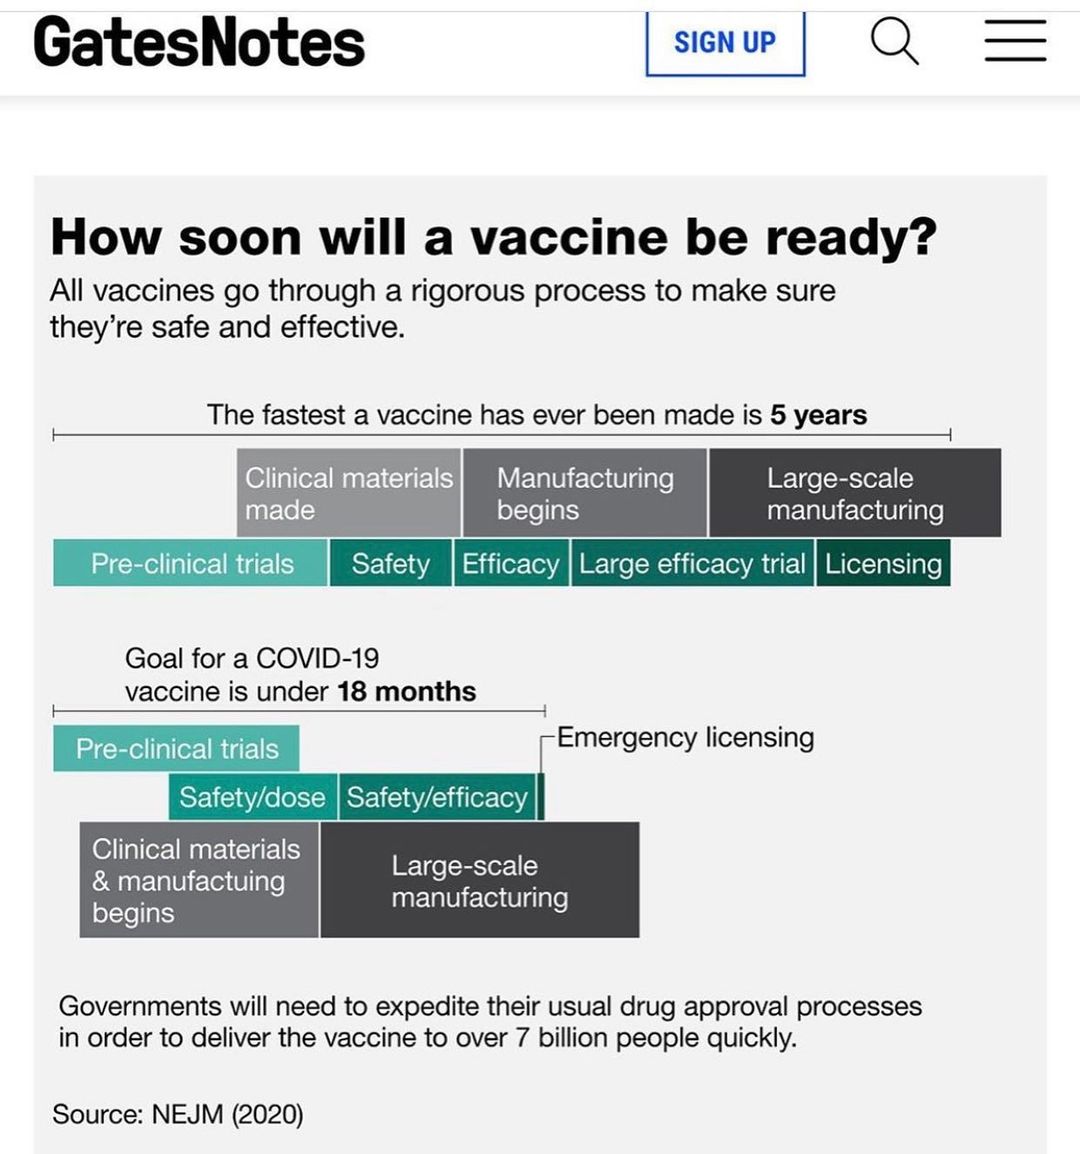 GatesNotes
SIGN UP
How soon will a vaccine be ready?
All vaccines go through a rigorous process to make sure
they're safe and effective.
The fastest a vaccine has ever been made is 5 years
Clinical materials
made
Manufacturing
begins
Large-scale
manufacturing
Pre-clinical trials
Safety
Efficacy
Large efficacy trial
Licensing
Goal for a COVID-19
vaccine is under 18 months
Emergency licensing
Pre-clinical trials
Safety/dose
Safety/efficacy
Clinical materials
& manufactuing
begins
Large-scale
manufacturing
Governments will need to expedite their usual drug approval processes
in order to deliver the vaccine to over 7 billion people quickly.
Source: NEJM (2020)